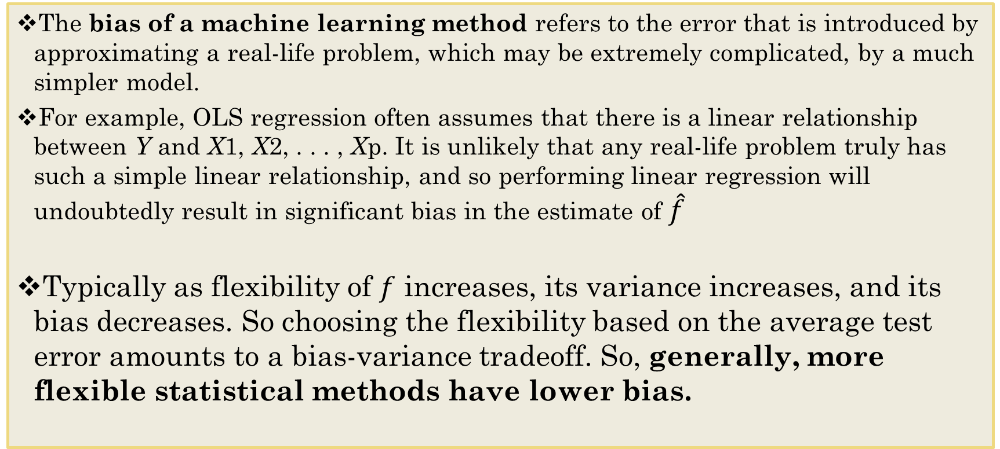 ❖The bias of a machine learning method refers to the error that is introduced by
approximating a real-life problem, which may be extremely complicated, by a much
simpler model.
❖For example, OLS regression often assumes that there is a linear relationship
between Y and X1, X2, . . . , Xp. It is unlikely that any real-life problem truly has
such a simple linear relationship, and so performing linear regression will
undoubtedly result in significant bias in the estimate of f̂
❖Typically as flexibility of f increases, its variance increases, and its
bias decreases. So choosing the flexibility based on the average test
error amounts to a bias-variance tradeoff. So, generally, more
flexible statistical methods have lower bias.